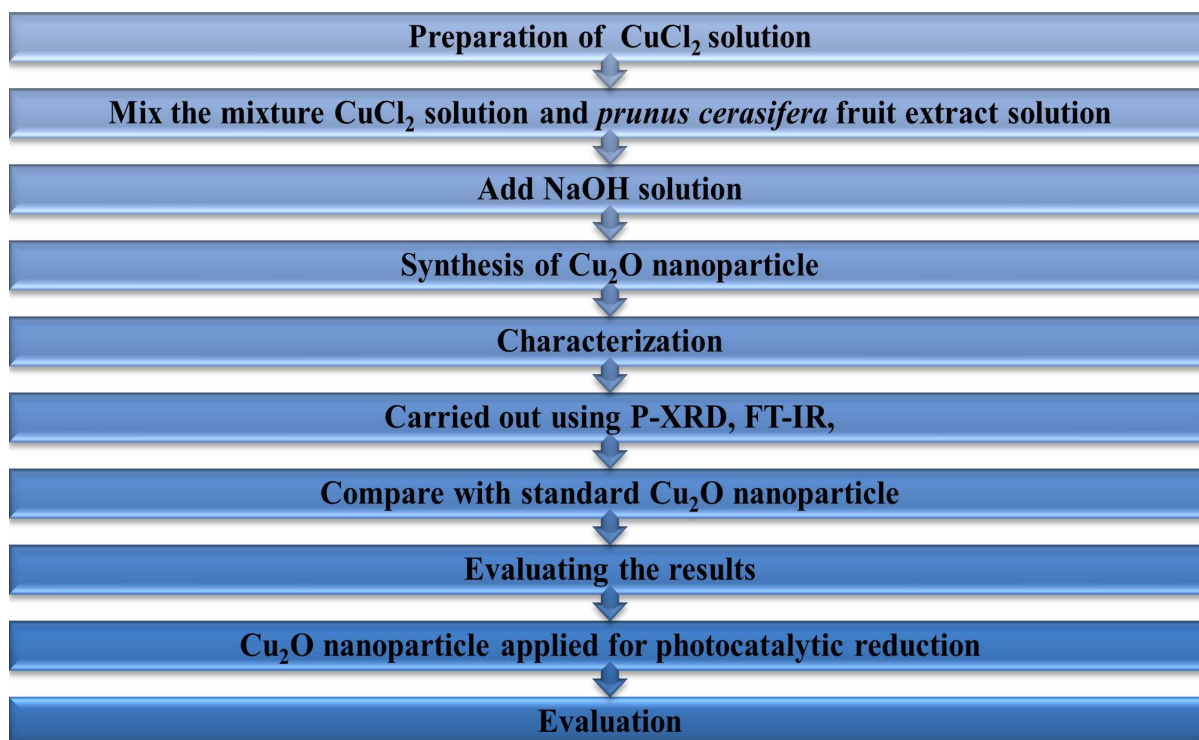 Preparation of CuCl₂ solution
Mix the mixture CuCl₂ solution and prunus cerasifera fruit extract solution
Add NaOH solution
Synthesis of Cu₂O nanoparticle
Characterization
Carried out using P-XRD, FT-IR,
Compare with standard Cu₂O nanoparticle
Evaluating the results
Cu₂O nanoparticle applied for photocatalytic reduction
Evaluation